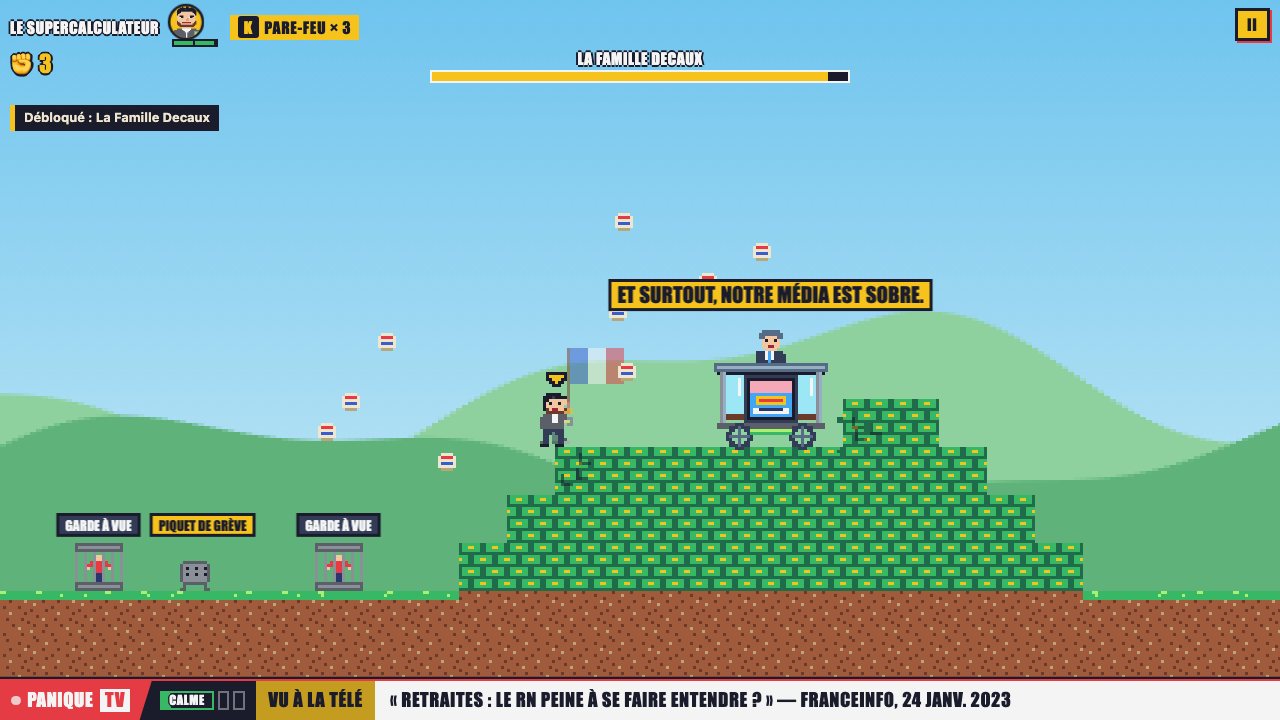 LE SUPERCALCULATEUR
K PARE-FEU × 3
3
LA FAMILLE DECAUX
Débloqué : La Famille Decaux
ET SURTOUT, NOTRE MÉDIA EST SOBRE.
GARDE À VUE
PIQUET DE GRÈVE
GARDE À VUE
PANIQUE TV
CALME
VU À LA TÉLÉ
« RETRAITES : LE RN PEINE À SE FAIRE ENTENDRE ? » — FRANCEINFO, 24 JANV. 2023